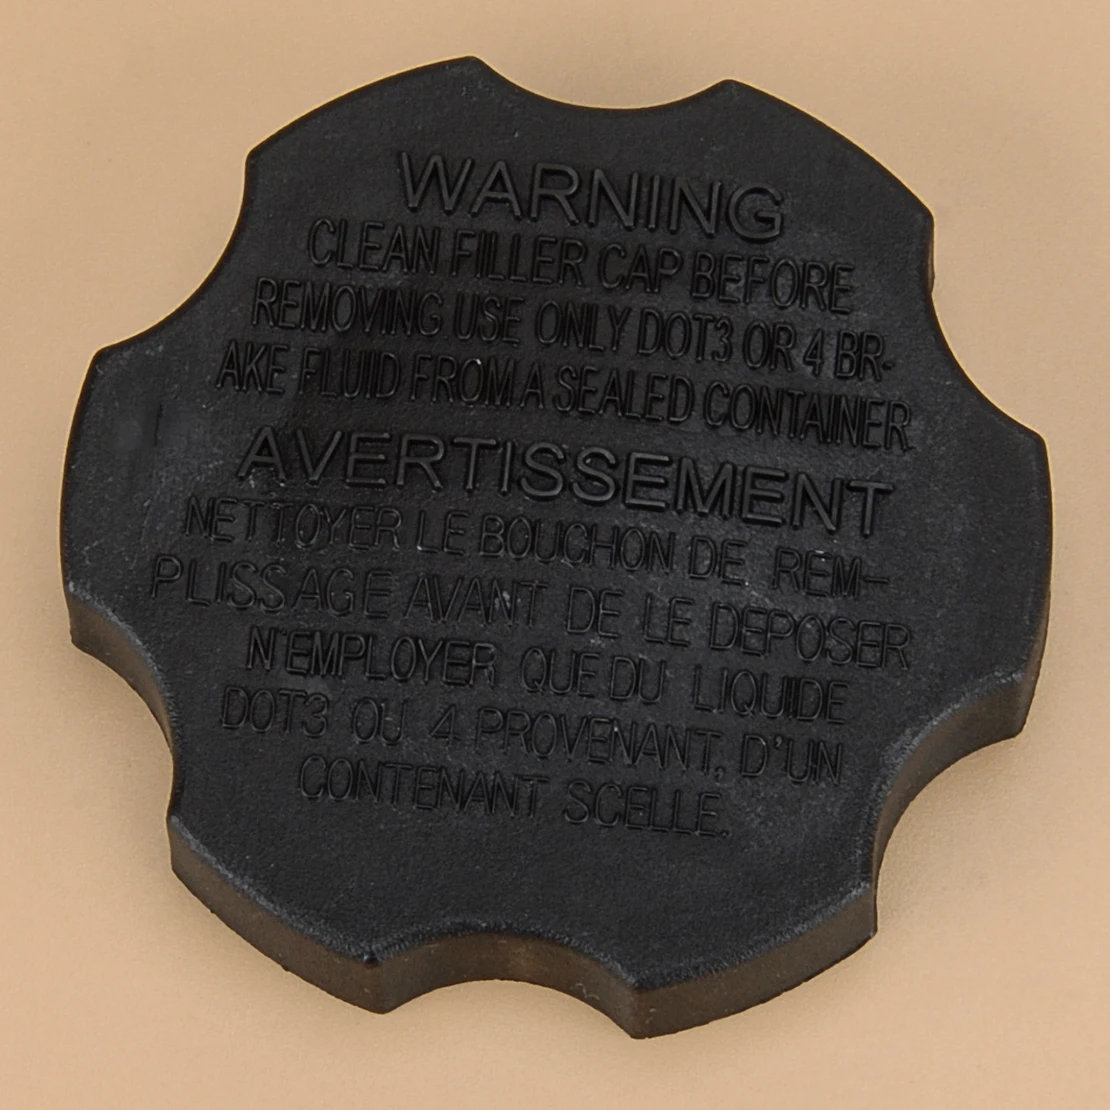 WARNING
CLEAN FILLER CAP BEFORE
REMOVING USE ONLY DOT3 OR 4 BR-
AKE FLUID FROM A SEALED CONTAINER
AVERTISSEMENT
NETTOYER LE BOUCHON DE REM-
PLISSAGE AVANT DE LE DEPOSER
N'EMPLOYER QUE DU LIQUIDE
DOT3 OU 4 PROVENANT, D'UN
CONTENANT SCELLE.